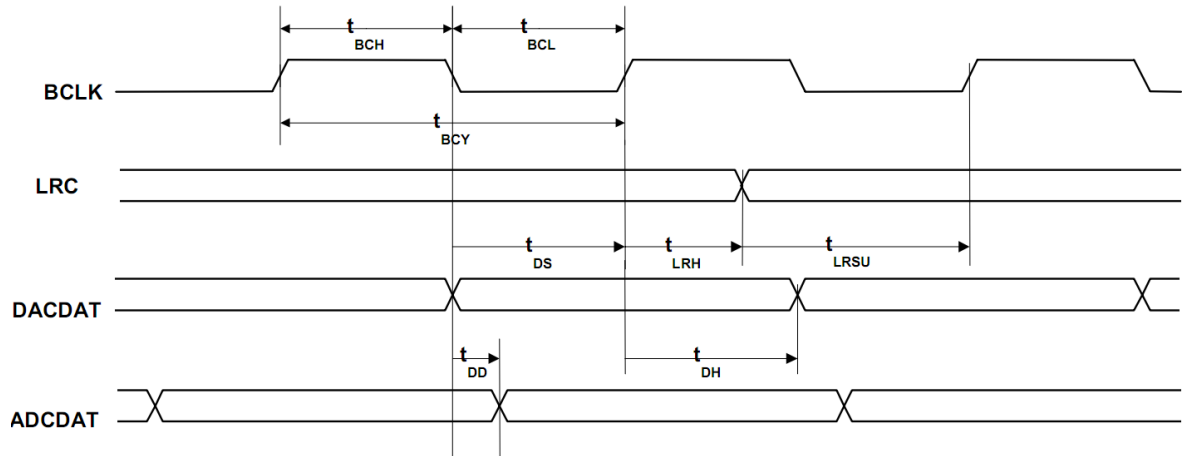 t BCH
t BCL
BCLK
t BCY
LRC
t DS
t LRH
t LRSU
DACDAT
t DD
t DH
ADCDAT